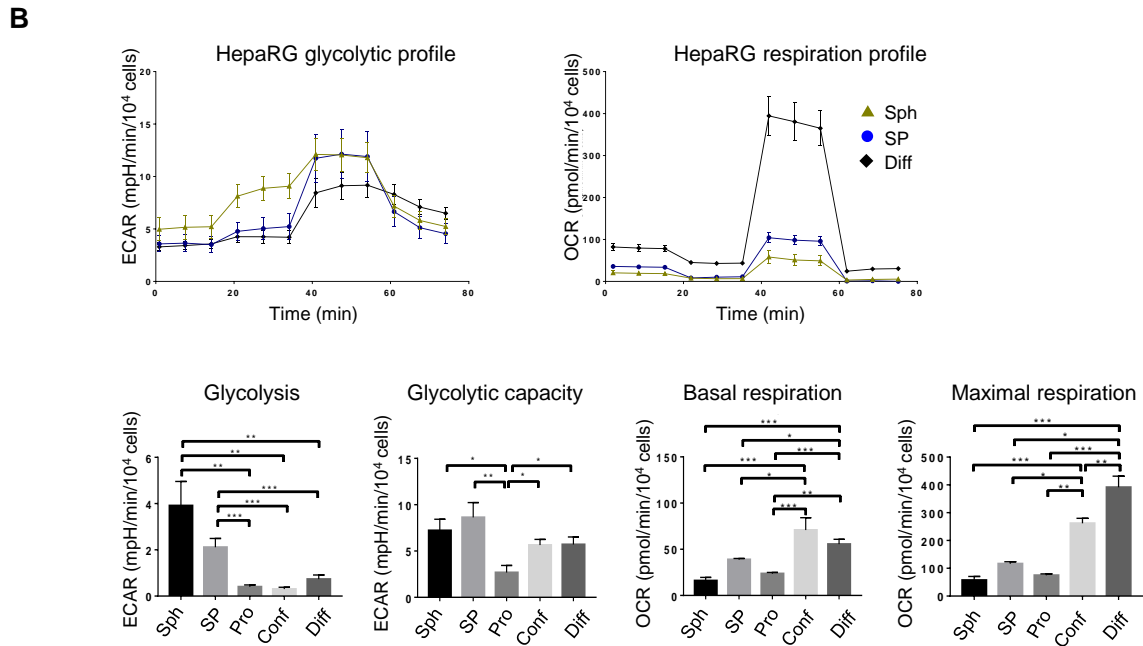 B
HepaRG glycolytic profile
ECAR (mpH/min/10⁴ cells)
20
15
10
5
0
0 20 40 60 80
Time (min)
HepaRG respiration profile
OCR (pmol/min/10⁴ cells)
500
400
300
200
100
0
0 20 40 60 80
Time (min)
Sph
SP
Diff
Glycolysis
ECAR (mpH/min/10⁴ cells)
6
4
2
0
**
**
**
***
***
***
Sph SP Pro Conf Diff
Glycolytic capacity
ECAR (mpH/min/10⁴ cells)
15
10
5
0
* *
** *
Sph SP Pro Conf Diff
Basal respiration
OCR (pmol/min/10⁴ cells)
150
100
50
0
***
*
***
***
*
**
***
Sph SP Pro Conf Diff
Maximal respiration
OCR (pmol/min/10⁴ cells)
500
400
300
200
100
0
***
*
***
*** **
*
**
Sph SP Pro Conf Diff